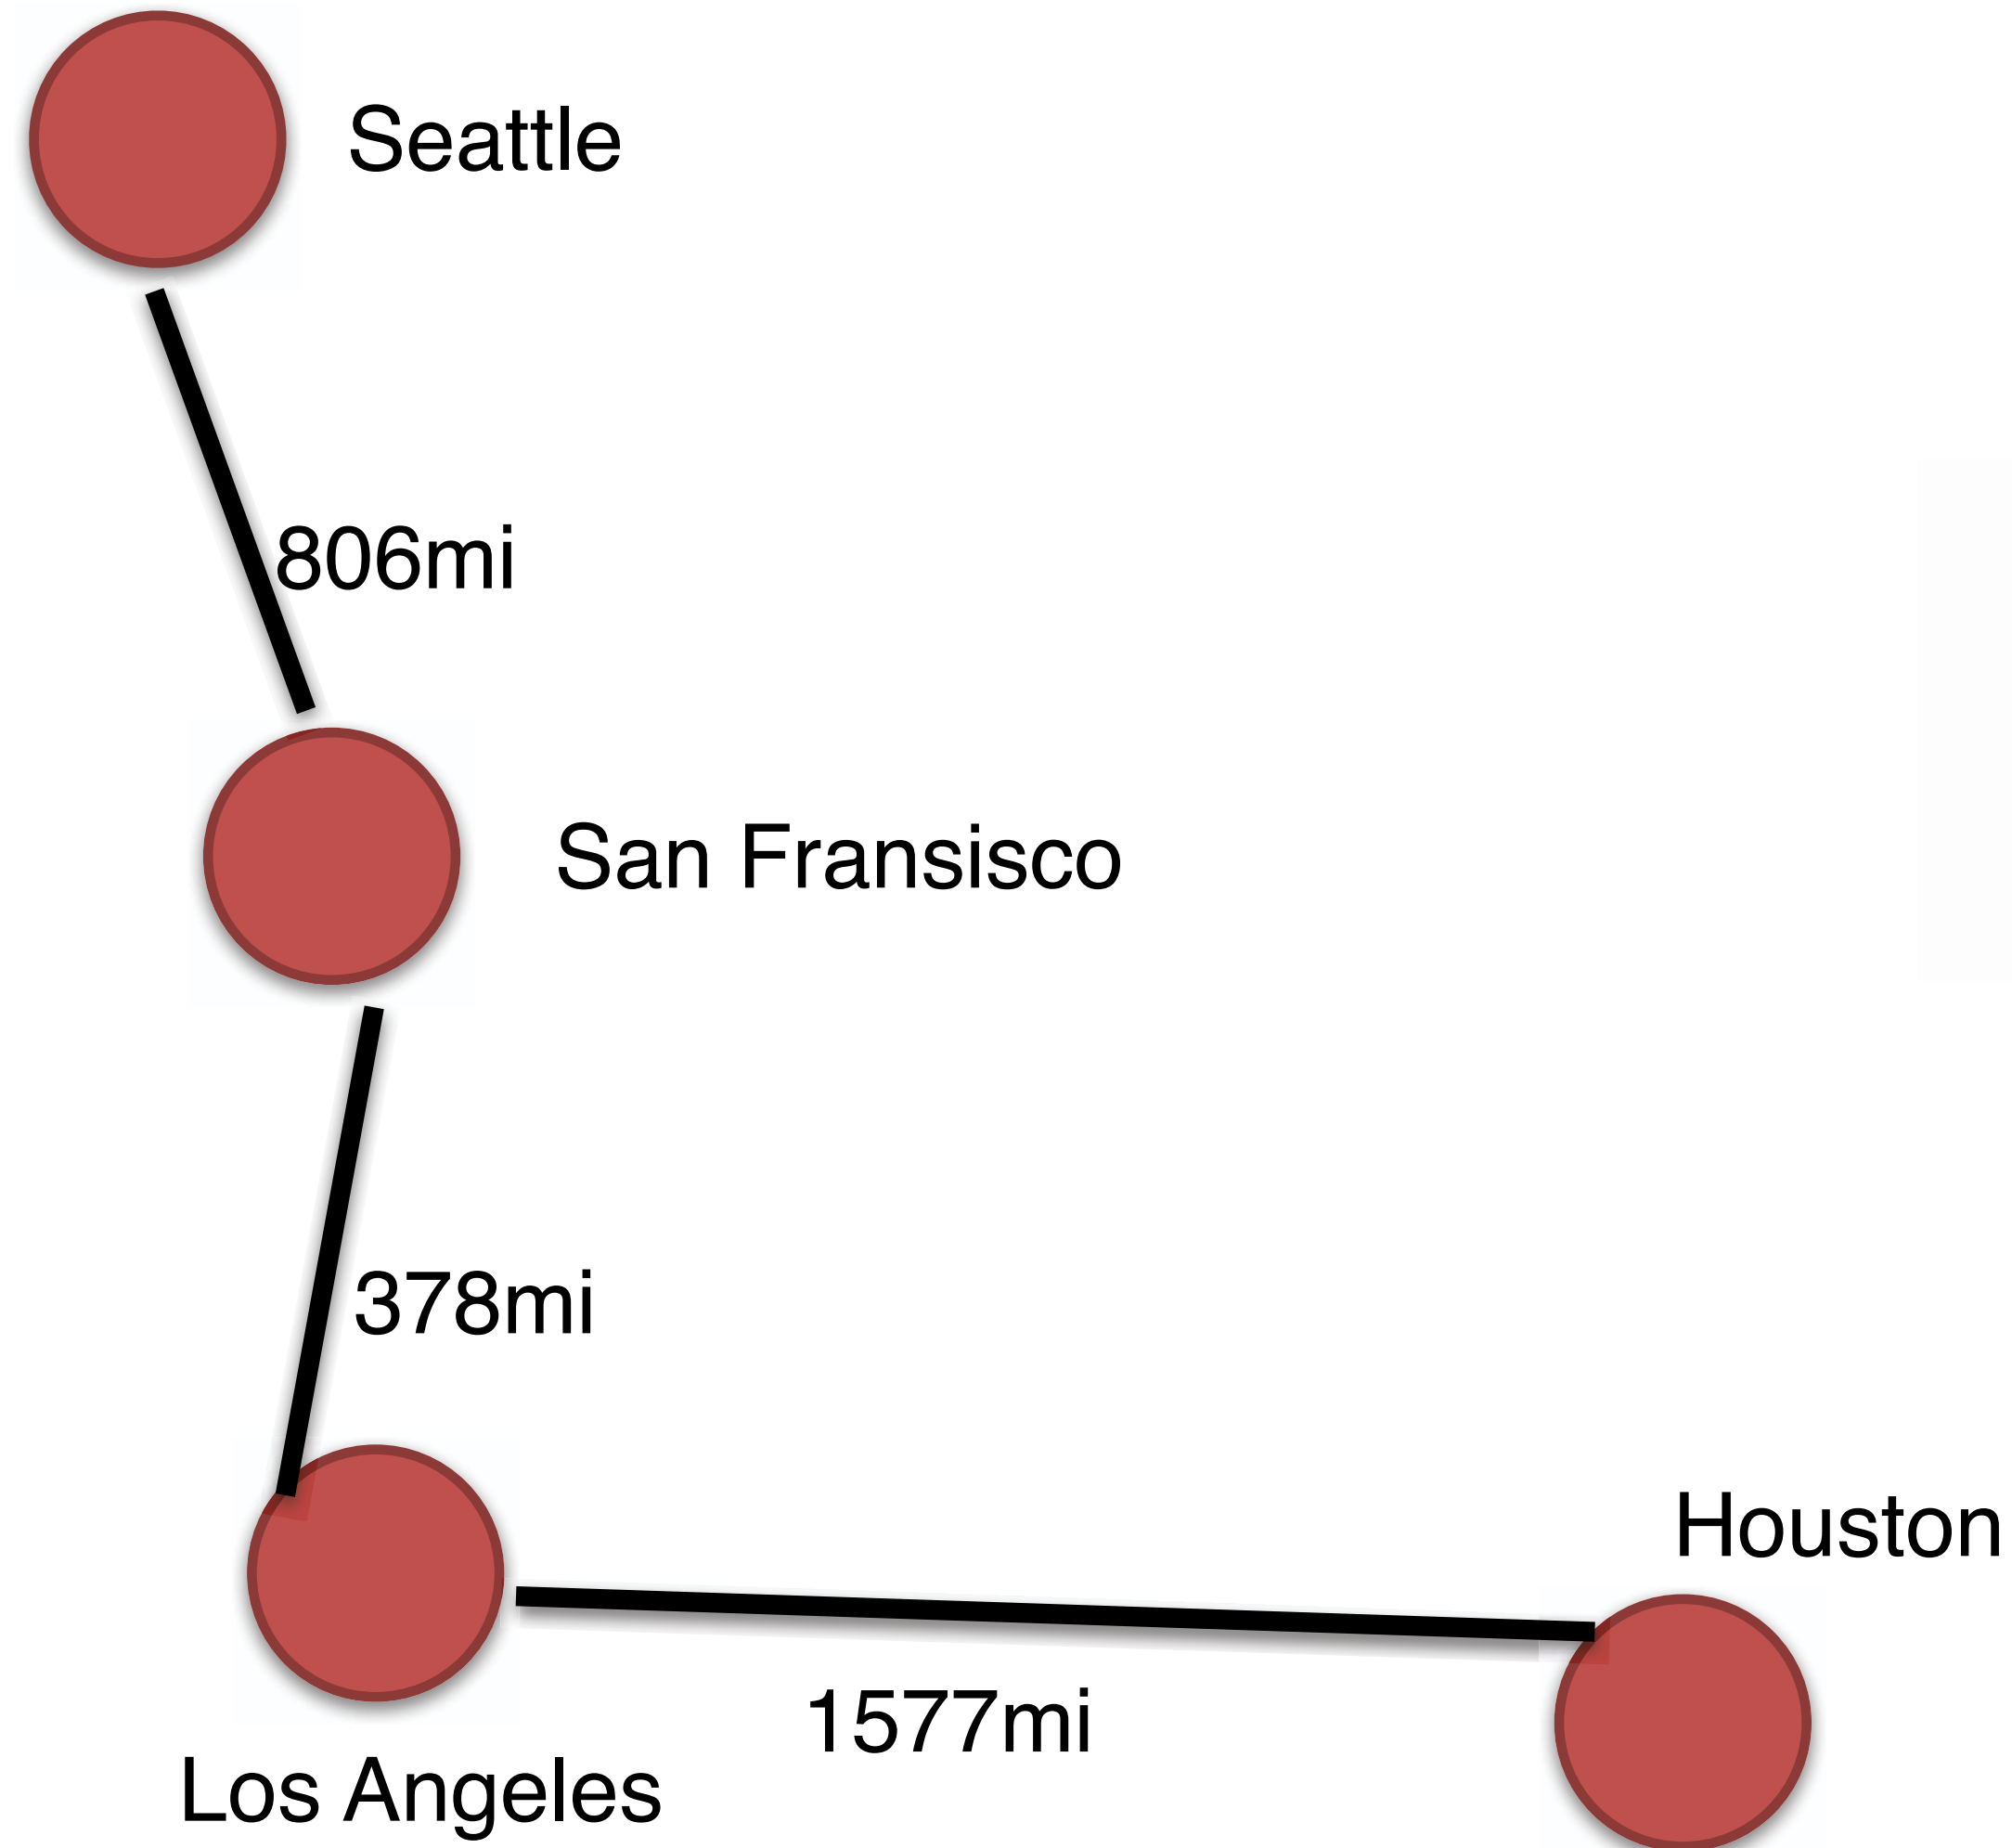 Seattle
806mi
San Fransisco
378mi
Houston
1577mi
Los Angeles